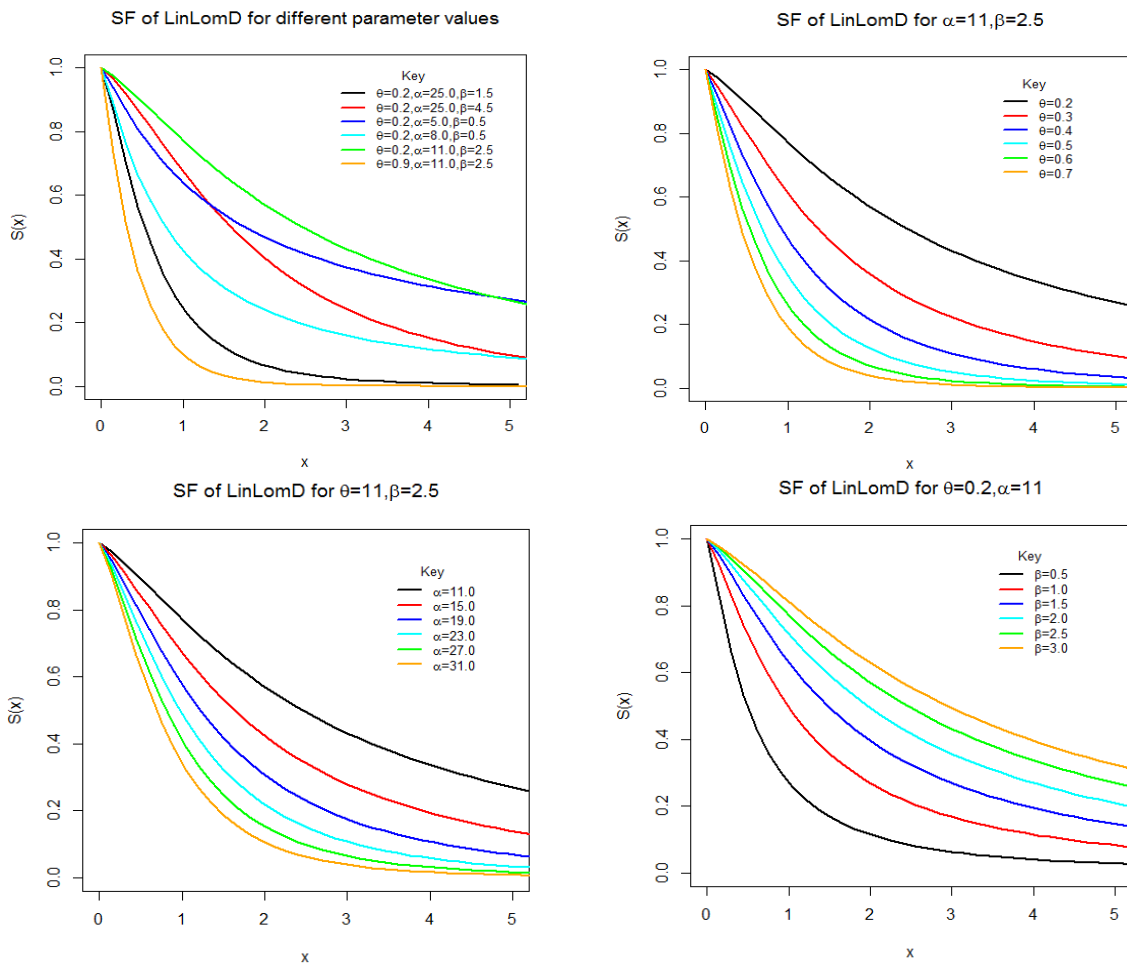 SF of LinLomD for different parameter values
Key
θ=0.2,α=25.0,β=1.5
θ=0.2,α=25.0,β=4.5
θ=0.2,α=5.0,β=0.5
θ=0.2,α=8.0,β=0.5
θ=0.2,α=11.0,β=2.5
θ=0.9,α=11.0,β=2.5
S(x)
1.0
0.8
0.6
0.4
0.2
0.0
0 1 2 3 4 5
x
SF of LinLomD for α=11,β=2.5
Key
θ=0.2
θ=0.3
θ=0.4
θ=0.5
θ=0.6
θ=0.7
S(x)
1.0
0.8
0.6
0.4
0.2
0.0
0 1 2 3 4 5
x
SF of LinLomD for θ=11,β=2.5
Key
α=11.0
α=15.0
α=19.0
α=23.0
α=27.0
α=31.0
S(x)
1.0
0.8
0.6
0.4
0.2
0.0
0 1 2 3 4 5
x
SF of LinLomD for θ=0.2,α=11
Key
β=0.5
β=1.0
β=1.5
β=2.0
β=2.5
β=3.0
S(x)
1.0
0.8
0.6
0.4
0.2
0.0
0 1 2 3 4 5
x